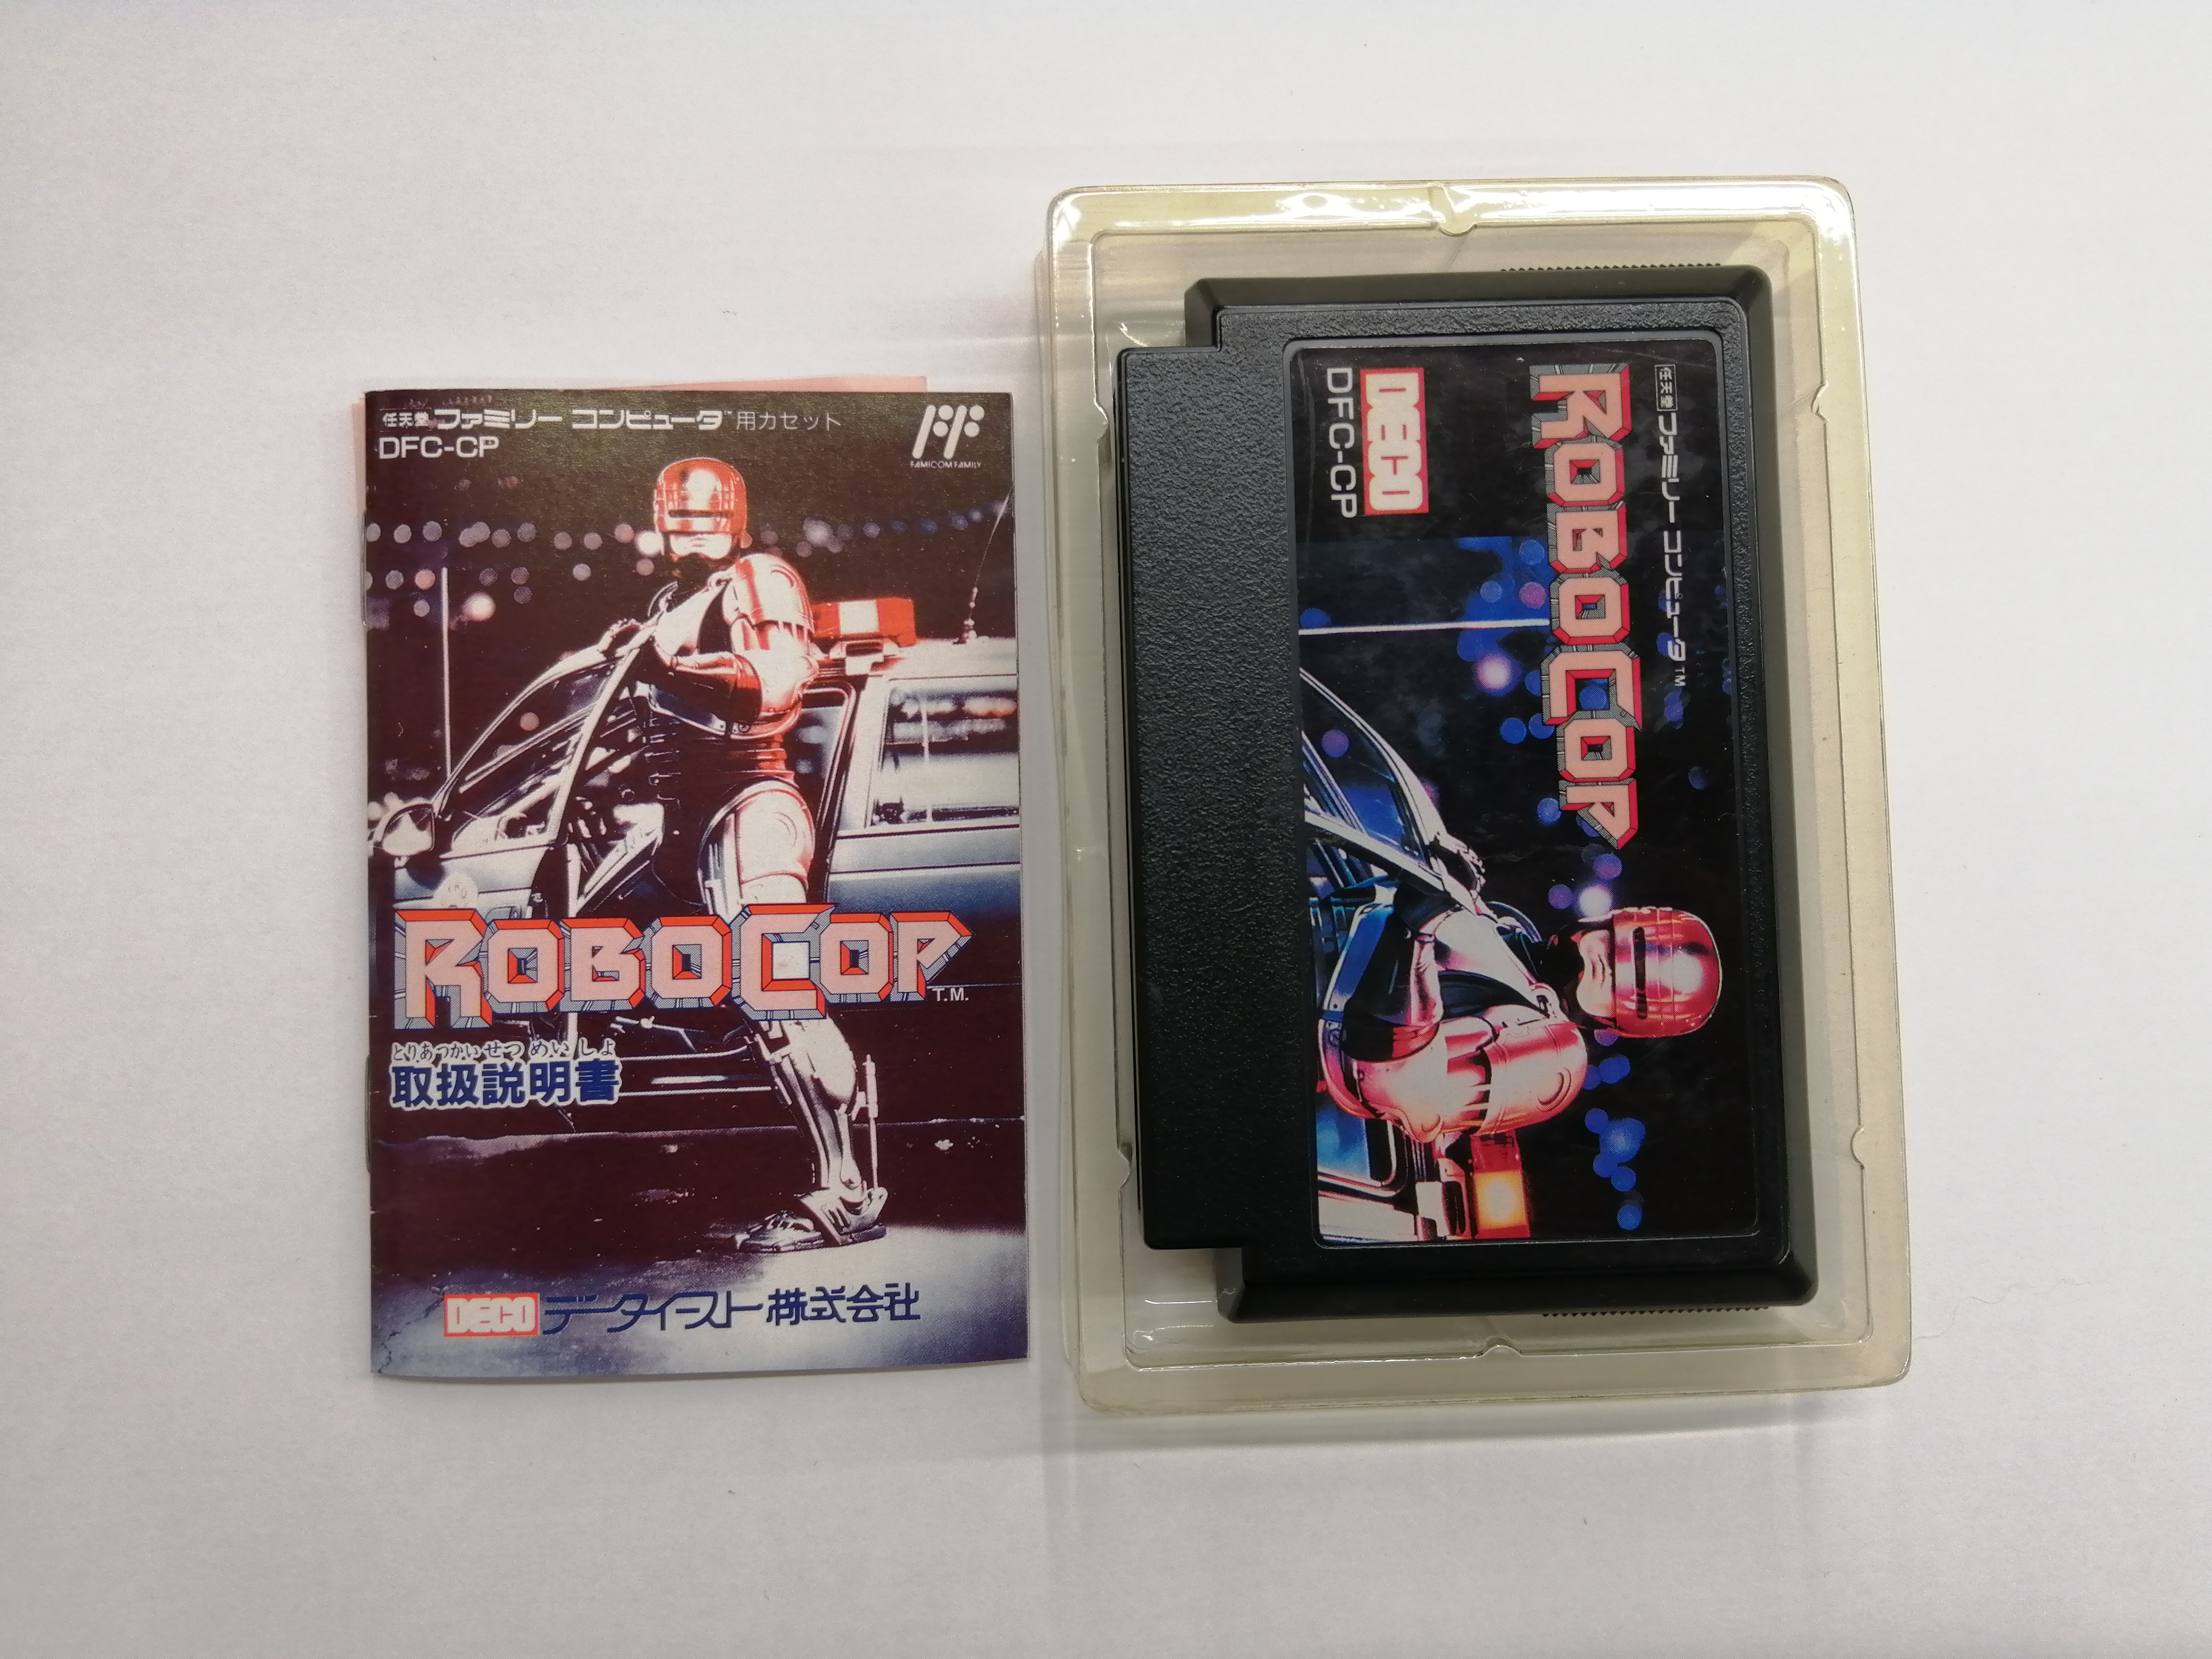 任天堂 ファミリー コンピュータ™用カセット
DFC-CP
FAMICOM FAMILY
ROBOCOP
T.M.
とりあつかいせつめいしょ
取扱説明書
DECO データイースト株式会社
任天堂 ファミリー コンピュータ TM
ROBOCOP
DECO
DFC-CP